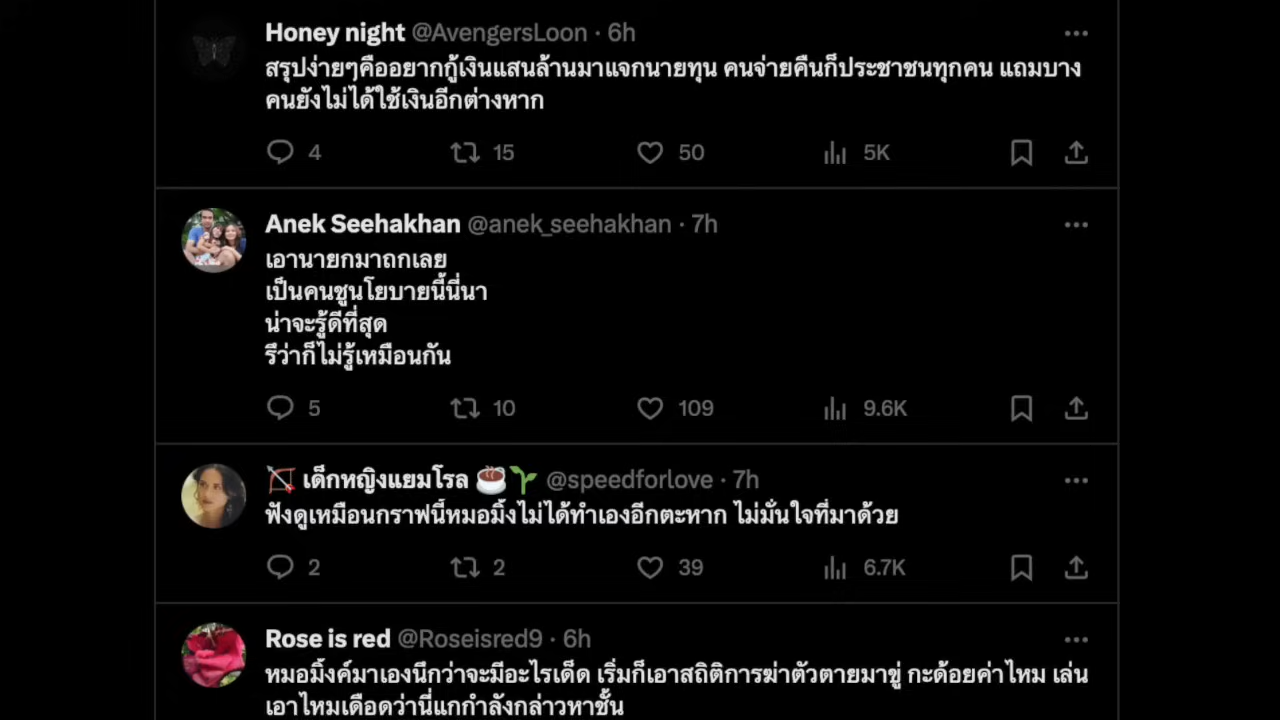 Honey night @AvengersLoon · 6h
สรุปง่ายๆคืออยากกู้เงินแสนล้านมาแจกนายทุน คนจ่ายคืนก็ประชาชนทุกคน แถมบาง
คนยังไม่ได้ใช้เงินอีกต่างหาก
4 15 50 5K
Anek Seehakhan @anek_seehakhan · 7h
เอานายกมาถกเลย
เป็นคนชูนโยบายนี้นี่นา
น่าจะรู้ดีที่สุด
รึว่าก็ไม่รู้เหมือนกัน
5 10 109 9.6K
🏹 เด็กหญิงแยมโรล ☕🌱 @speedforlove · 7h
ฟังดูเหมือนกราฟนี้หมอมิ้งไม่ได้ทำเองอีกตะหาก ไม่มั่นใจที่มาด้วย
2 2 39 6.7K
Rose is red @Roseisred9 · 6h
หมอมิ้งค์มาเองนึกว่าจะมีอะไรเด็ด เริ่มก็เอาสถิติการฆ่าตัวตายมาขู่ กะด้อยค่าไหม เล่น
เอาไหมเดือดว่านี่แกกำลังกล่าวหาชั้น